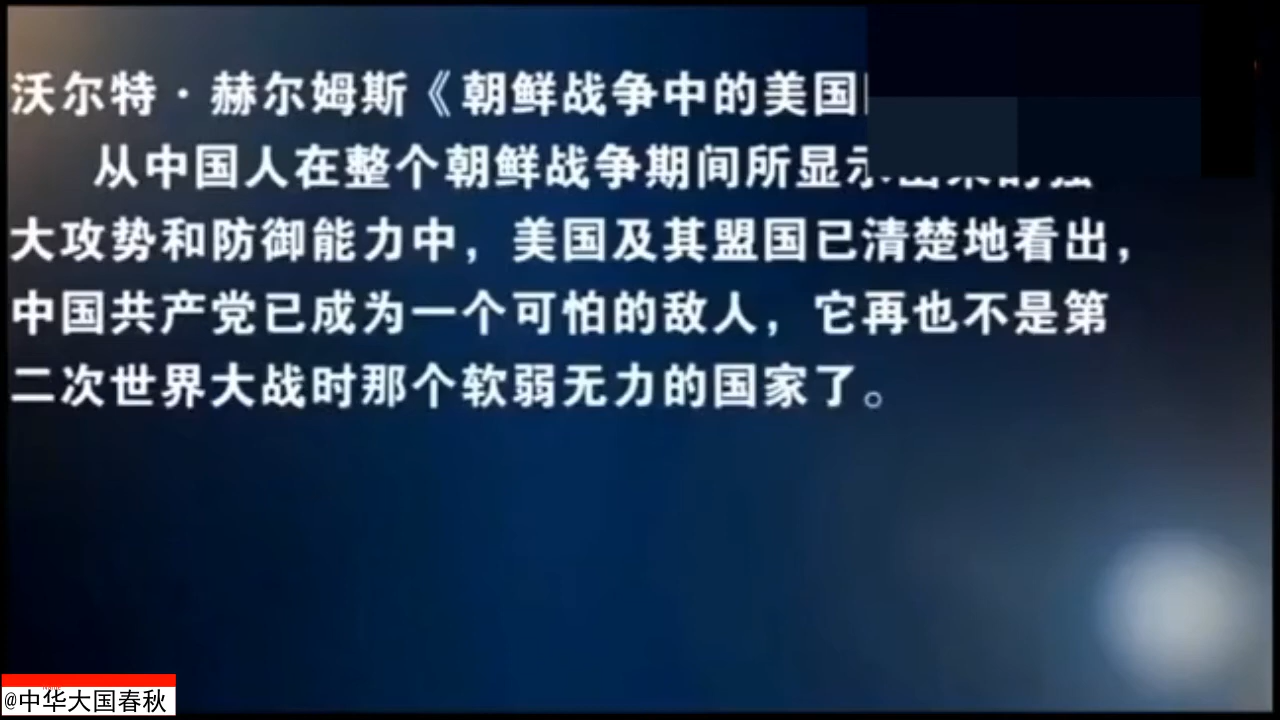 沃尔特·赫尔姆斯《朝鲜战争中的美国
从中国人在整个朝鲜战争期间所显示出来的强
大攻势和防御能力中，美国及其盟国已清楚地看出，
中国共产党已成为一个可怕的敌人，它再也不是第
二次世界大战时那个软弱无力的国家了。
@中华大国春秋